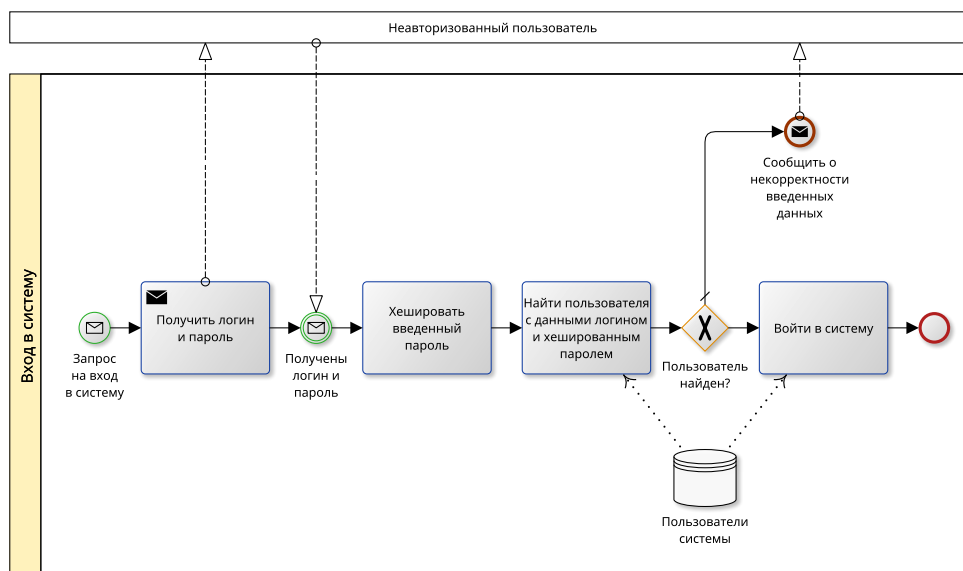 Неавторизованный пользователь
Вход в систему
Сообщить о
некорректности
введенных
данных
Запрос
на вход
в систему
Получить логин
и пароль
Получены
логин и
пароль
Хешировать
введенный
пароль
Найти пользователя
с данными логином
и хешированным
паролем
Пользователь
найден?
Войти в систему
Пользователи
системы